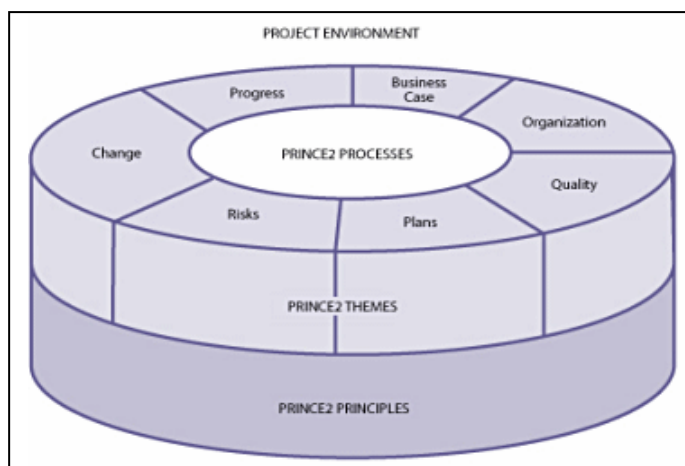 PROJECT ENVIRONMENT
Progress
Business
Case
Organization
Change
PRINCE2 PROCESSES
Quality
Risks
Plans
PRINCE2 THEMES
PRINCE2 PRINCIPLES